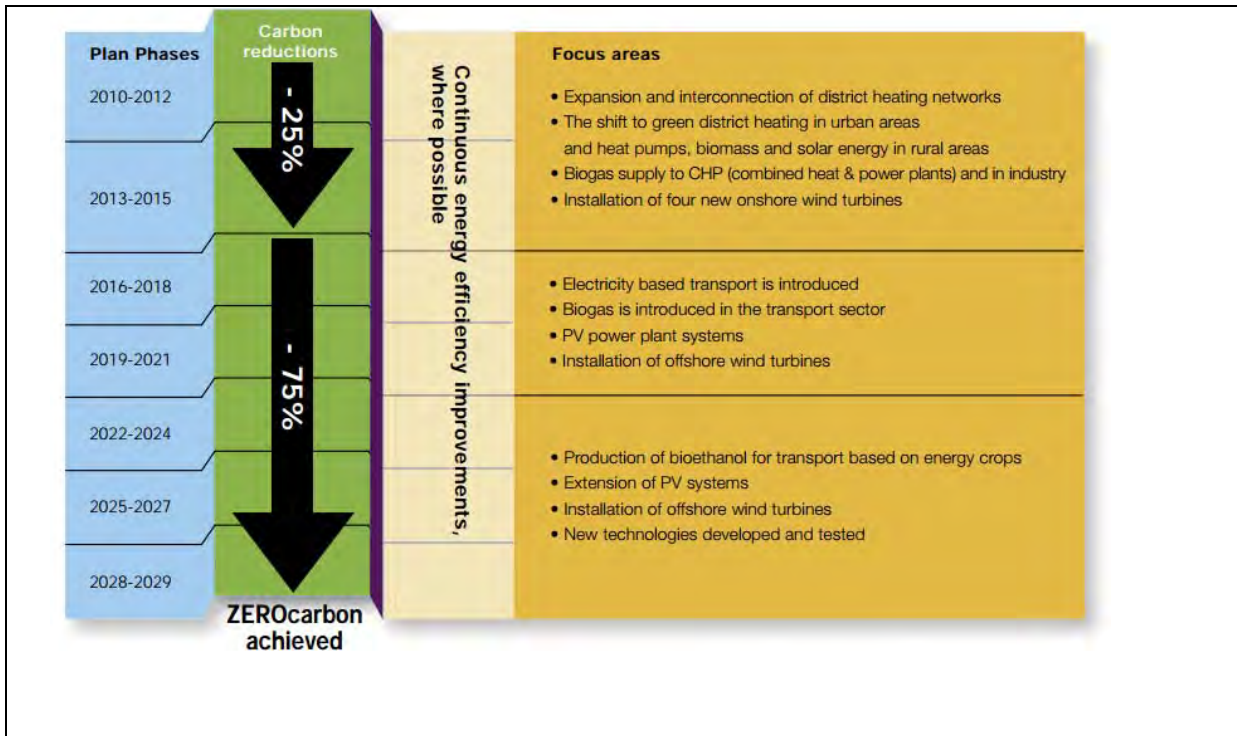 Plan Phases
2010-2012
2013-2015
2016-2018
2019-2021
2022-2024
2025-2027
2028-2029
Carbon
reductions
- 25%
- 75%
ZEROcarbon
achieved
Continuous energy efficiency improvements,
where possible
Focus areas
• Expansion and interconnection of district heating networks
• The shift to green district heating in urban areas
and heat pumps, biomass and solar energy in rural areas
• Biogas supply to CHP (combined heat & power plants) and in industry
• Installation of four new onshore wind turbines
• Electricity based transport is introduced
• Biogas is introduced in the transport sector
• PV power plant systems
• Installation of offshore wind turbines
• Production of bioethanol for transport based on energy crops
• Extension of PV systems
• Installation of offshore wind turbines
• New technologies developed and tested